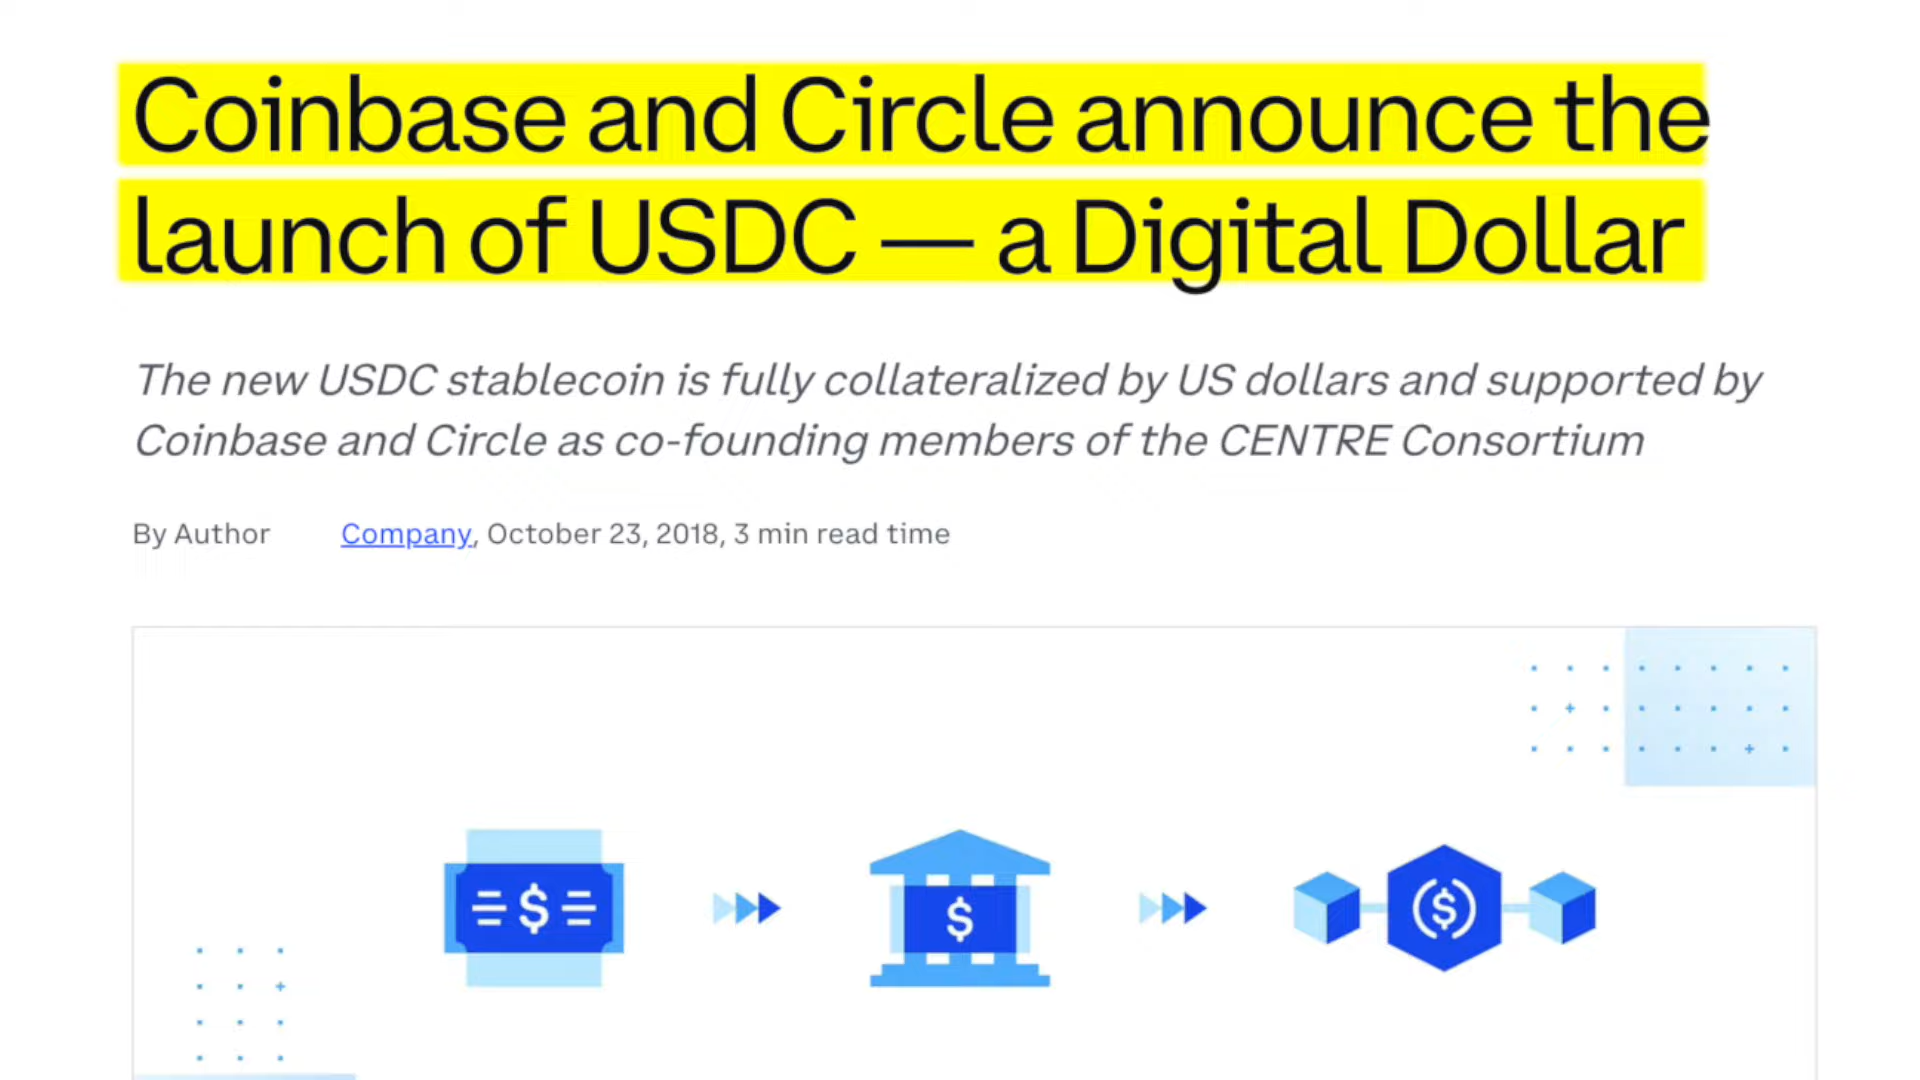 Coinbase and Circle announce the
launch of USDC — a Digital Dollar
The new USDC stablecoin is fully collateralized by US dollars and supported by
Coinbase and Circle as co-founding members of the CENTRE Consortium
By Author Company, October 23, 2018, 3 min read time
$
$
$